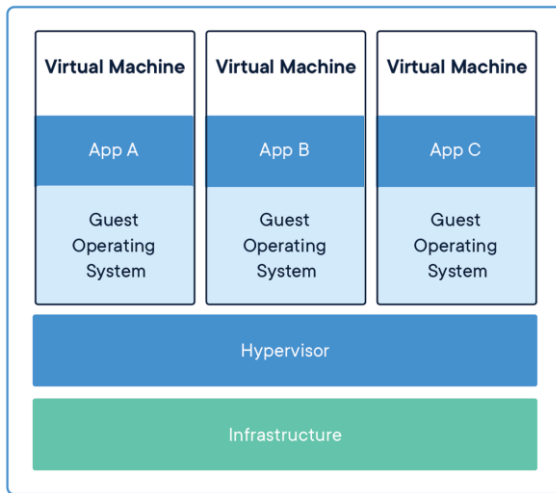 Virtual Machine
Virtual Machine
Virtual Machine
App A
App B
App C
Guest
Operating
System
Guest
Operating
System
Guest
Operating
System
Hypervisor
Infrastructure